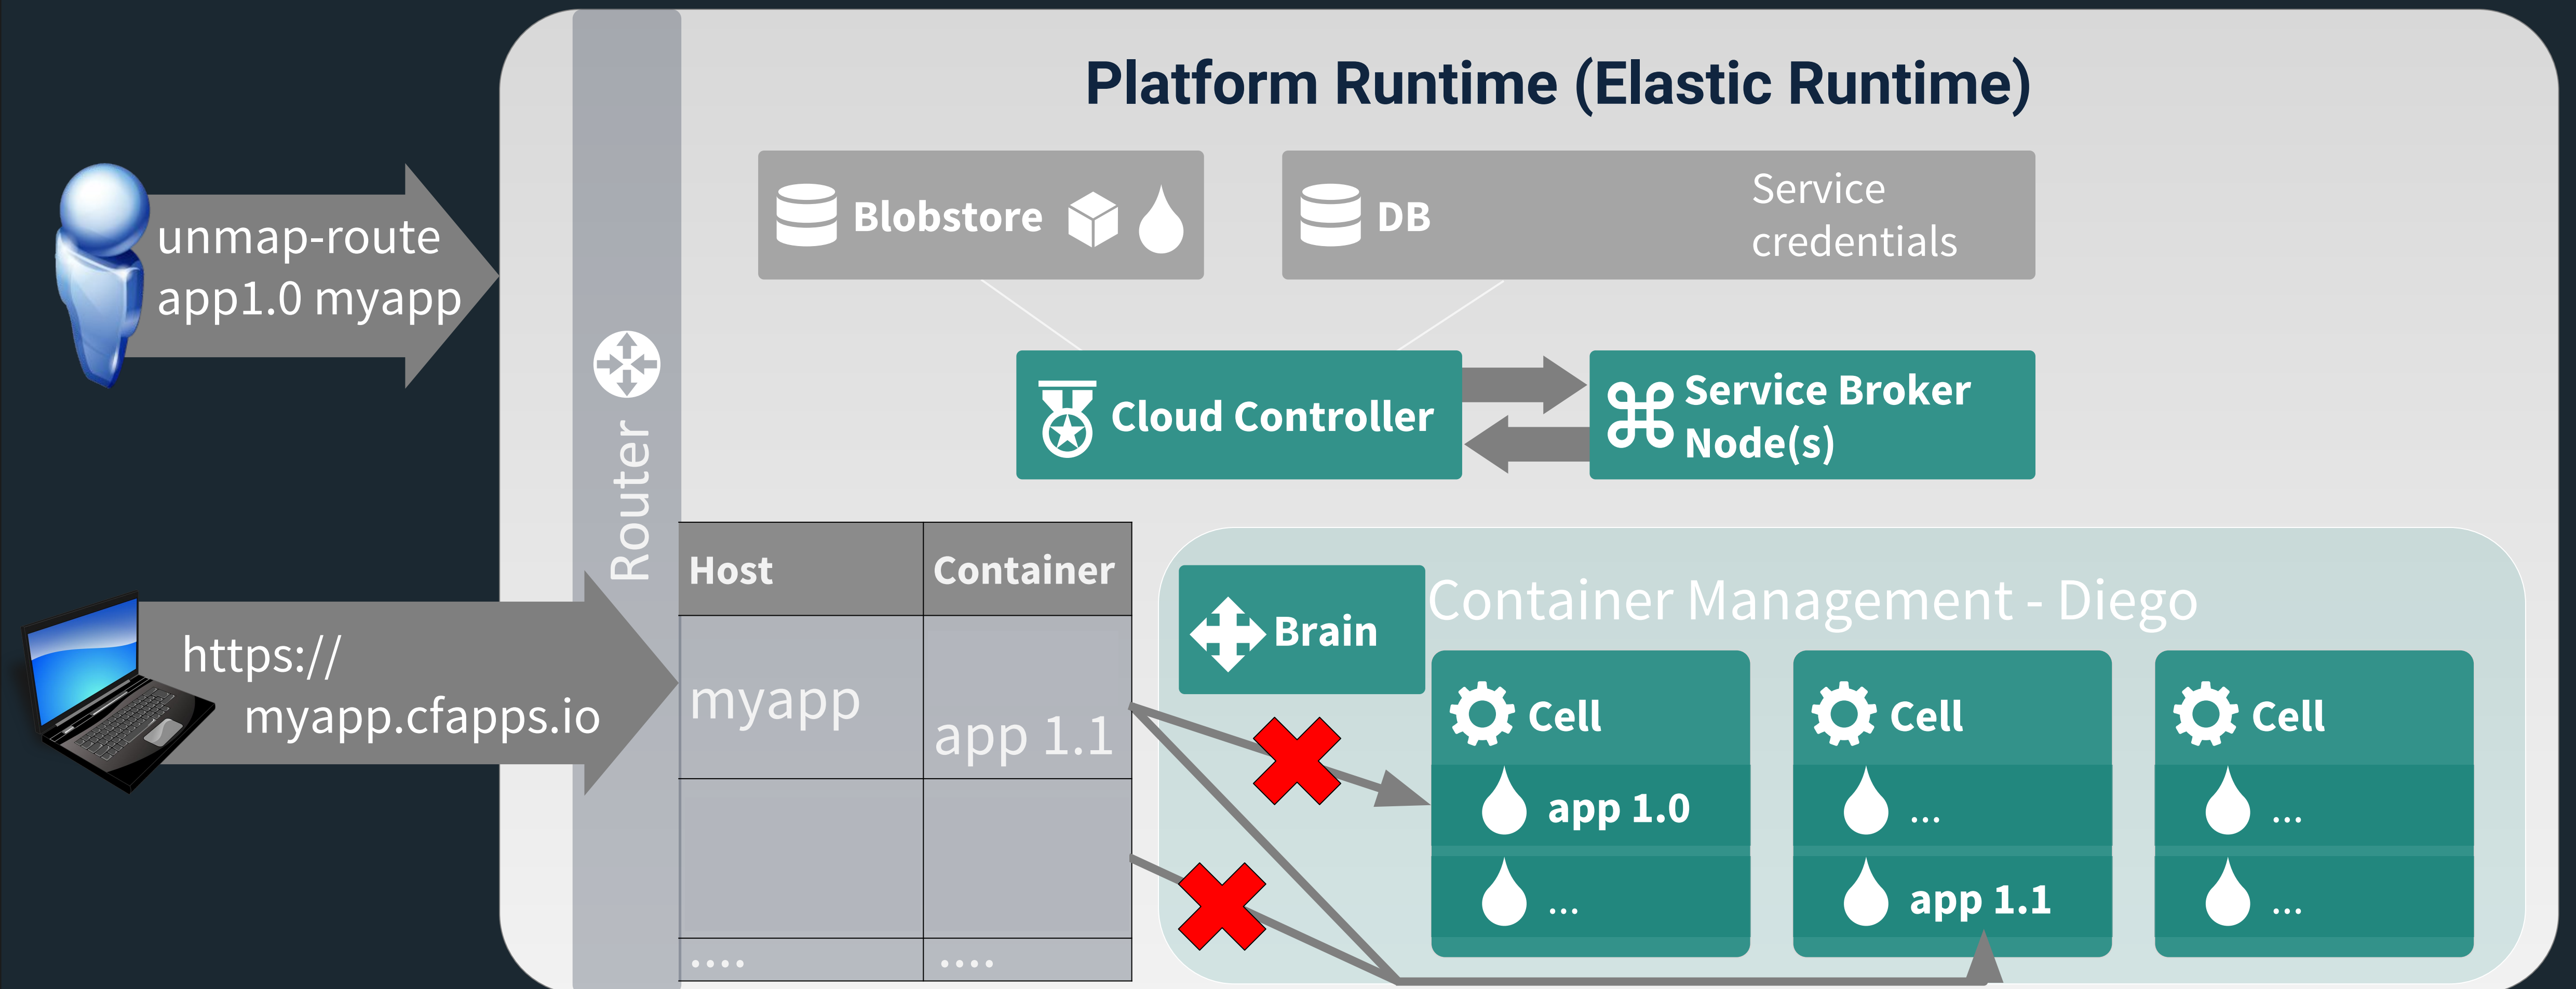 Platform Runtime (Elastic Runtime)
unmap-route
app1.0 myapp
Router
Blobstore
DB
Service
credentials
Cloud Controller
Service Broker
Node(s)
https://
myapp.cfapps.io
Host
Container
myapp
app 1.1
....
....
Brain
Container Management - Diego
Cell
app 1.0
...
Cell
...
app 1.1
Cell
...
...